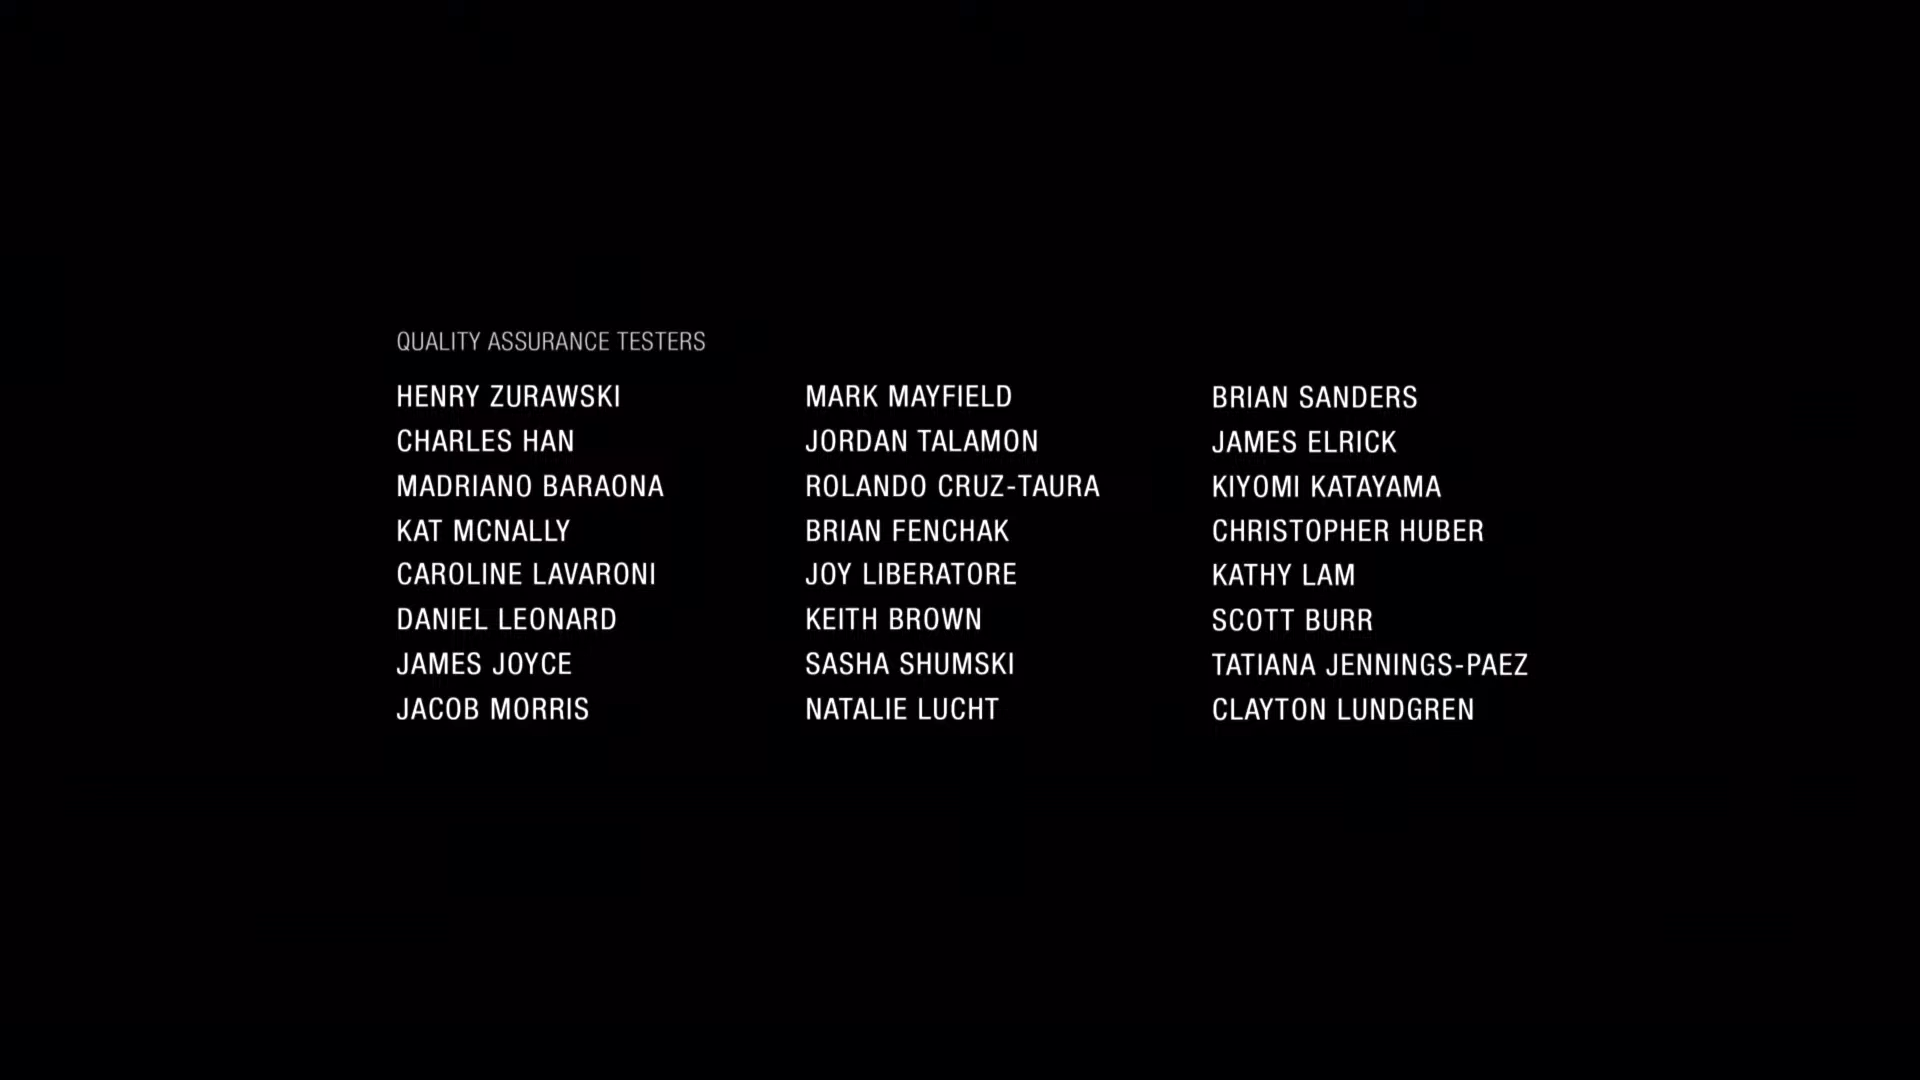 QUALITY ASSURANCE TESTERS
HENRY ZURAWSKI
CHARLES HAN
MADRIANO BARAONA
KAT MCNALLY
CAROLINE LAVARONI
DANIEL LEONARD
JAMES JOYCE
JACOB MORRIS
MARK MAYFIELD
JORDAN TALAMON
ROLANDO CRUZ-TAURA
BRIAN FENCHAK
JOY LIBERATORE
KEITH BROWN
SASHA SHUMSKI
NATALIE LUCHT
BRIAN SANDERS
JAMES ELRICK
KIYOMI KATAYAMA
CHRISTOPHER HUBER
KATHY LAM
SCOTT BURR
TATIANA JENNINGS-PAEZ
CLAYTON LUNDGREN